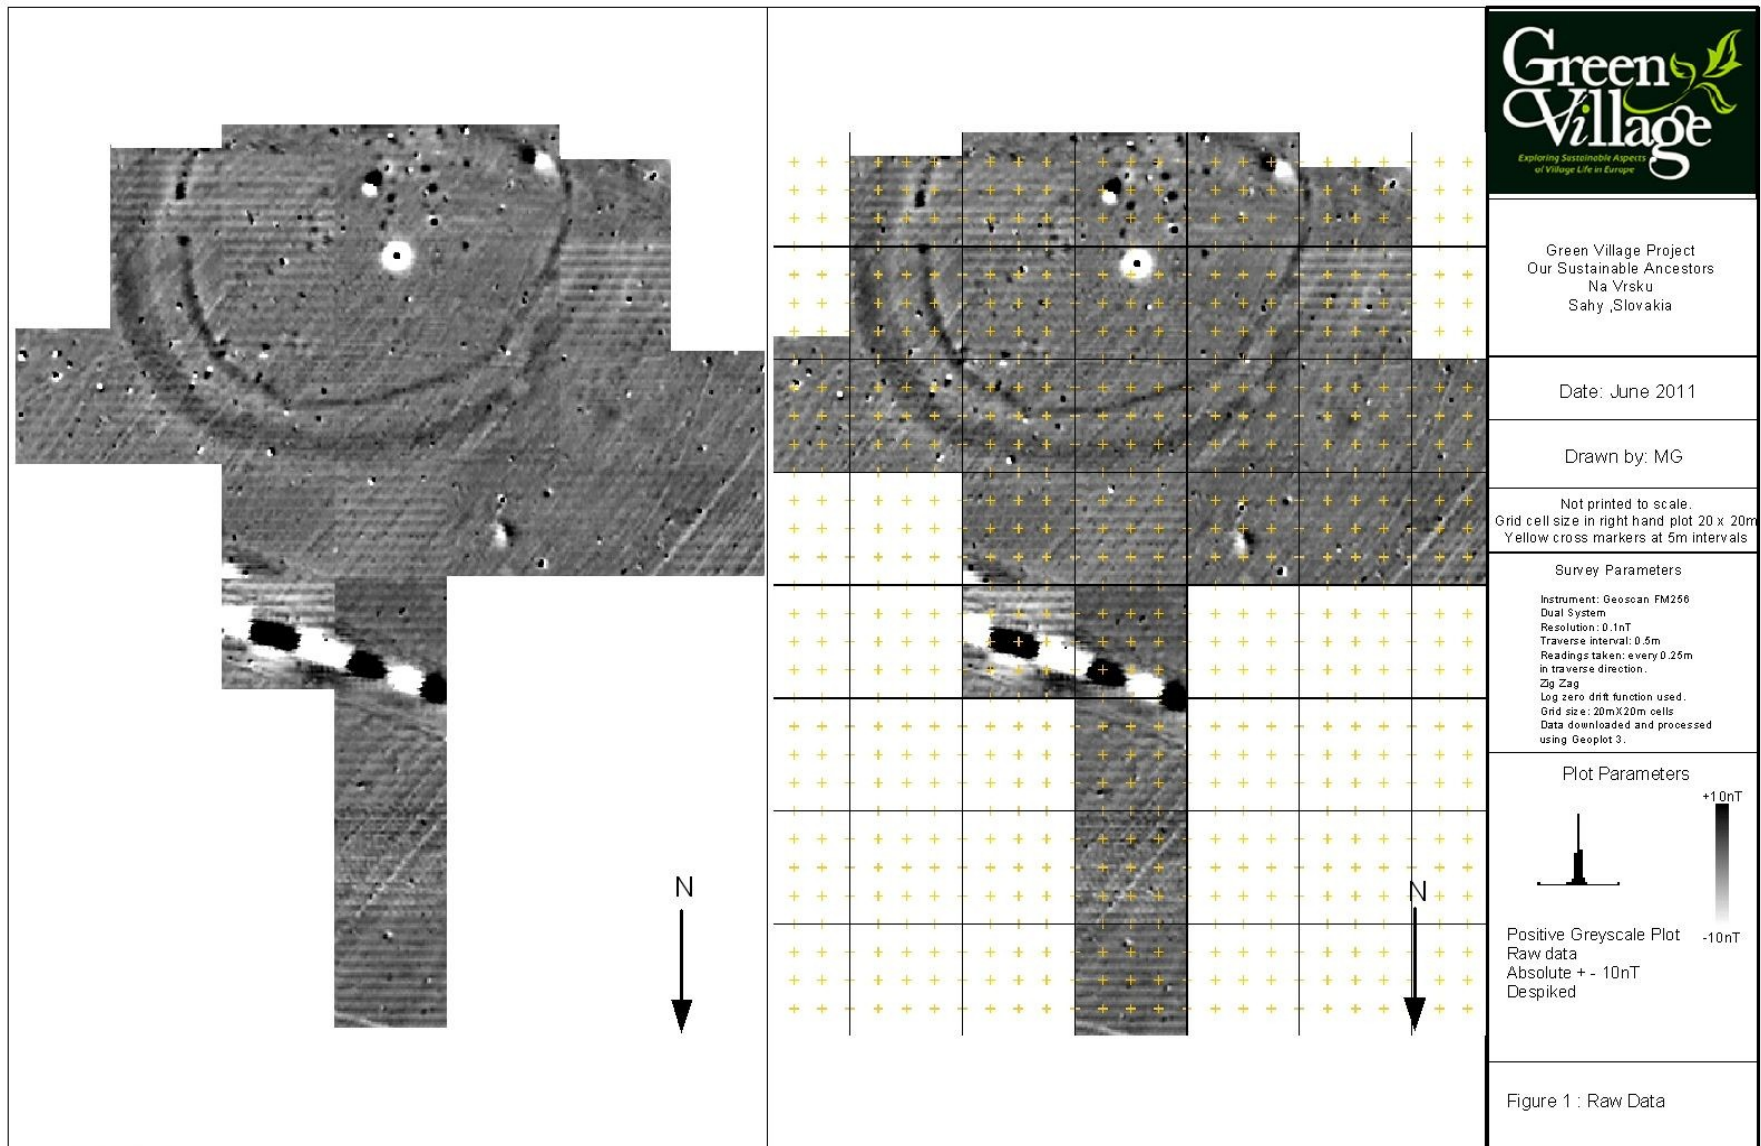 N
N
Green
Village
Exploring Sustainable Aspects
of Village Life in Europe
Green Village Project
Our Sustainable Ancestors
Na Vrsku
Sahy ,Slovakia
Date: June 2011
Drawn by: MG
Not printed to scale.
Grid cell size in right hand plot 20 x 20m
Yellow cross markers at 5m intervals
Survey Parameters
Instrument: Geoscan FM256
Dual System
Resolution: 0.1nT
Traverse interval: 0.5m
Readings taken: every 0.25m
in traverse direction.
Zig Zag
Log zero drift function used.
Grid size: 20mX20m cells
Data downloaded and processed
using Geoplot 3.
Plot Parameters
+10nT
-10nT
Positive Greyscale Plot
Raw data
Absolute + - 10nT
Despiked
Figure 1 : Raw Data